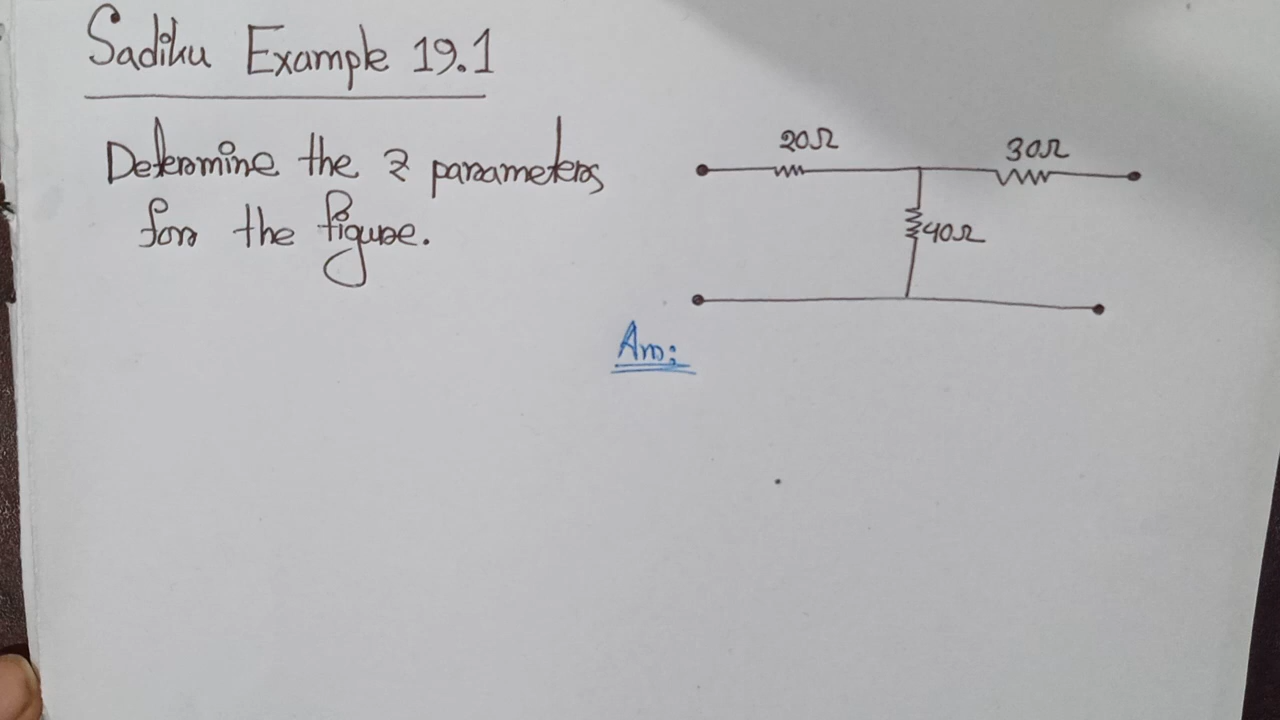 Sadiku Example 19.1
Determine the z parameters
for the figure.
20Ω
30Ω
40Ω
Ans: